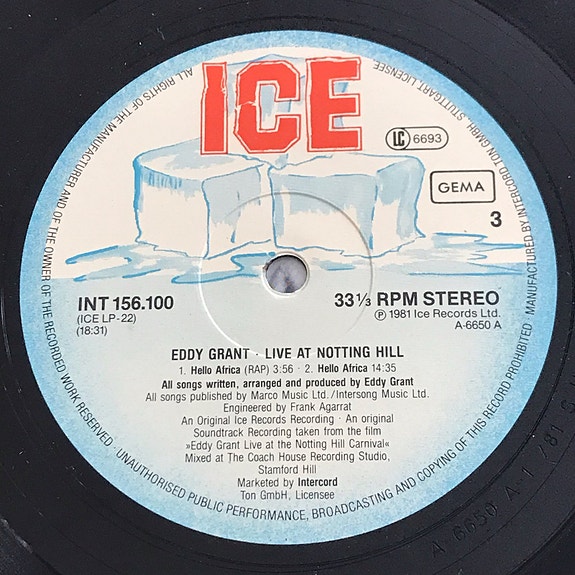 ICE
LC 6693
GEMA
3
INT 156.100
(ICE LP-22)
(18:31)
33 1/3 RPM STEREO
Ⓟ 1981 Ice Records Ltd.
A-6650 A
EDDY GRANT · LIVE AT NOTTING HILL
1. Hello Africa (RAP) 3:56 · 2. Hello Africa 14:35
All songs written, arranged and produced by Eddy Grant
All songs published by Marco Music Ltd./Intersong Music Ltd.
Engineered by Frank Agarrat
An Original Ice Records Recording · An original
Soundtrack Recording taken from the film
»Eddy Grant Live at the Notting Hill Carnival«
Mixed at The Coach House Recording Studio,
Stamford Hill
Marketed by Intercord
Ton GmbH, Licensee
ALL RIGHTS OF THE MANUFACTURER AND OF THE OWNER OF THE RECORDED WORK RESERVED. UNAUTHORISED PUBLIC PERFORMANCE, BROADCASTING AND COPYING OF THIS RECORD PROHIBITED MANUFACTURED BY INTERCORD TON GMBH, STUTTGART LICENSEE
A 6650 A-1 /81 S